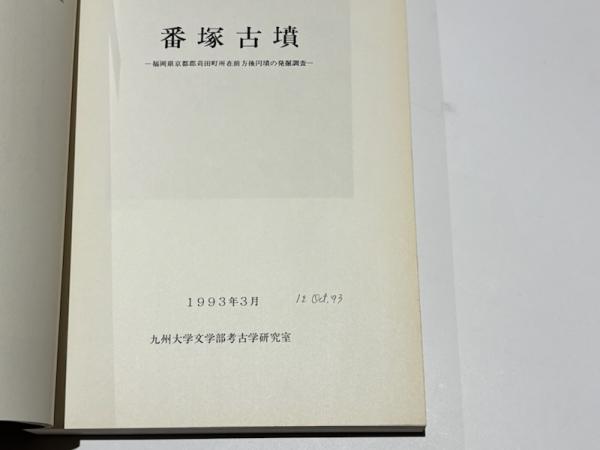 番塚古墳
―福岡県京都郡苅田町所在前方後円墳の発掘調査―
1993年3月 12 Oct, 93
九州大学文学部考古学研究室